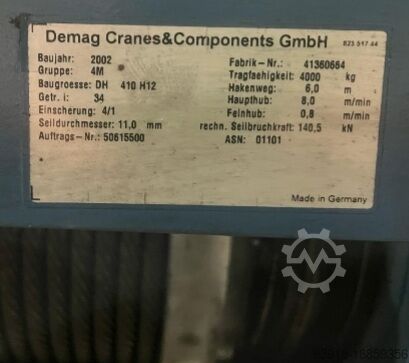 Demag Cranes&Components GmbH 823 517 44
Baujahr: 2002 Fabrik-Nr.: 41360664
Gruppe: 4M Tragfaehigkeit: 4000 kg
Baugroesse: DH 410 H12 Hakenweg: 6,0 m
Getr. i: 34 Haupthub: 8,0 m/min
Einscherung: 4/1 Feinhub: 0,8 m/min
Seildurchmesser: 11,0 mm rechn. Seilbruchkraft: 140,5 kN
Auftrags-Nr.: 50615500 ASN: 01101
Made in Germany